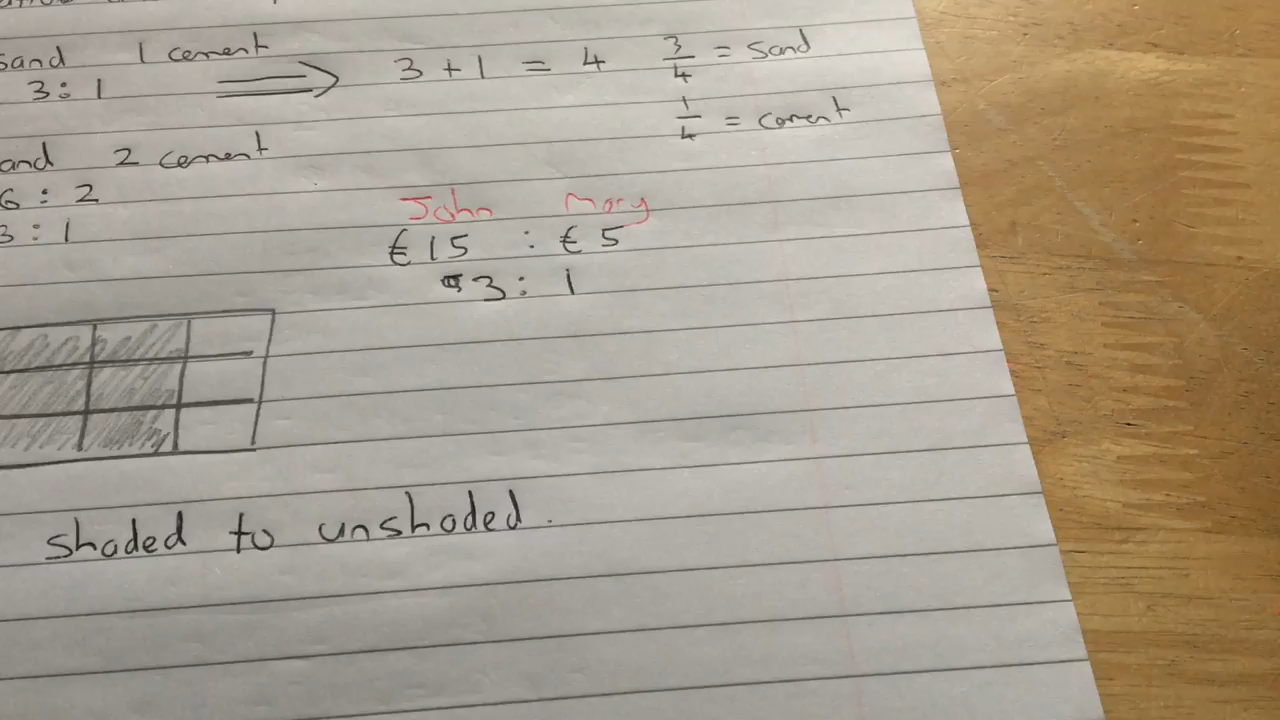 sand 1 cement
3:1 ⟹ 3 + 1 = 4 3/4 = Sand
1/4 = cement
and 2 cement
6 : 2
3 : 1
John Mary
€15 : €5
3 : 1
shaded to unshaded.